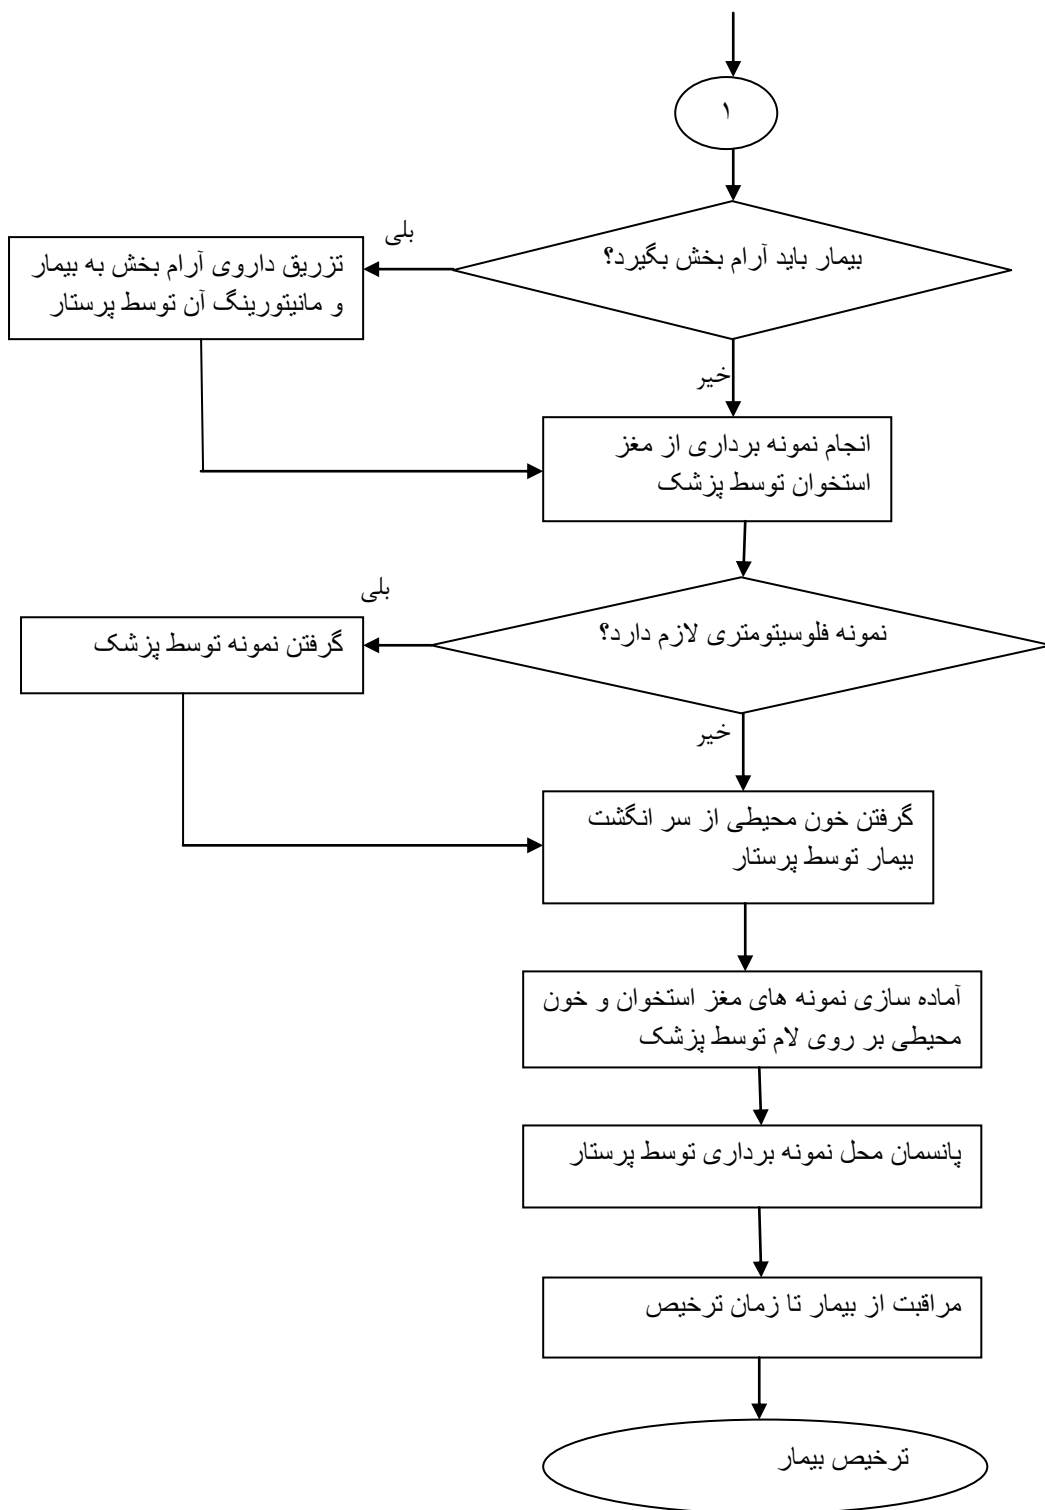 ۱
بیمار باید آرام بخش بگیرد؟
بلی
تزریق داروی آرام بخش به بیمار
و مانیتورینگ آن توسط پرستار
خیر
انجام نمونه برداری از مغز
استخوان توسط پزشک
نمونه فلوسیتومتری لازم دارد؟
بلی
گرفتن نمونه توسط پزشک
خیر
گرفتن خون محیطی از سر انگشت
بیمار توسط پرستار
آماده سازی نمونه های مغز استخوان و خون
محیطی بر روی لام توسط پزشک
پانسمان محل نمونه برداری توسط پرستار
مراقبت از بیمار تا زمان ترخیص
ترخیص بیمار